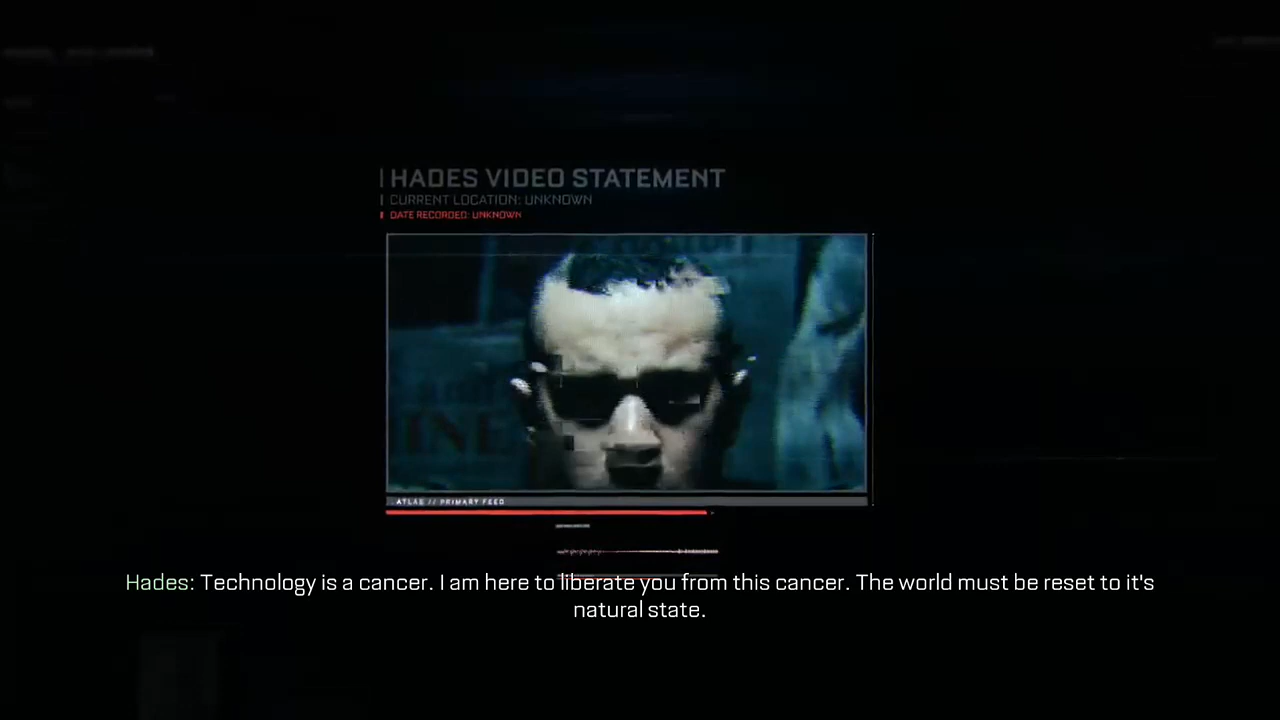 HADES VIDEO STATEMENT
CURRENT LOCATION: UNKNOWN
DATE RECORDED: UNKNOWN
ATLAS // PRIMARY FEED
Hades: Technology is a cancer. I am here to liberate you from this cancer. The world must be reset to it's
natural state.